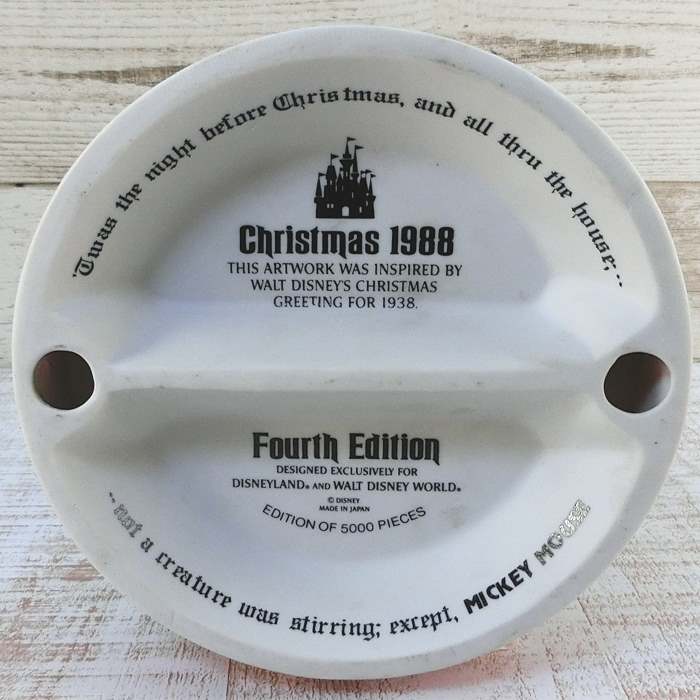 'Twas the night before Christmas, and all thru the house;..
Christmas 1988
THIS ARTWORK WAS INSPIRED BY
WALT DISNEY'S CHRISTMAS
GREETING FOR 1938.
Fourth Edition
DESIGNED EXCLUSIVELY FOR
DISNEYLAND® AND WALT DISNEY WORLD®
© DISNEY
MADE IN JAPAN
EDITION OF 5000 PIECES
..not a creature was stirring; except, MICKEY MOUSE